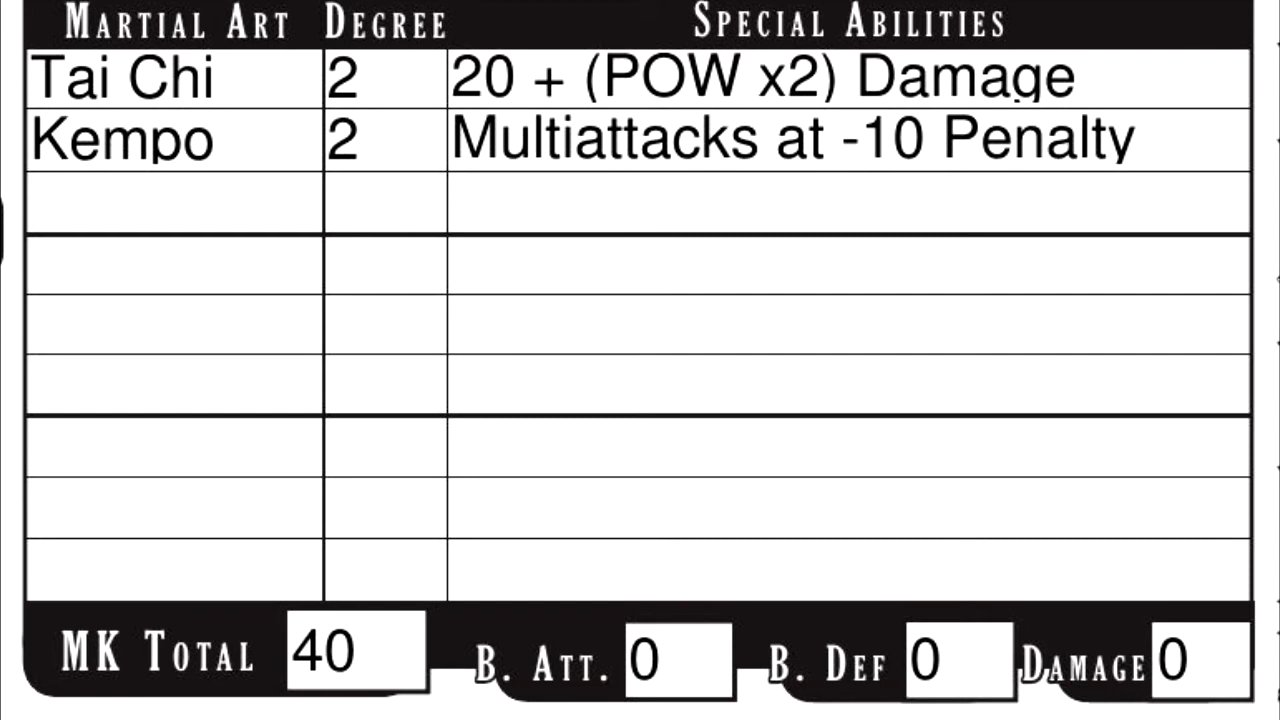 Martial Art Degree Special Abilities
Tai Chi 2 20 + (POW x2) Damage
Kempo 2 Multiattacks at -10 Penalty
MK Total 40 B. Att. 0 B. Def 0 Damage 0